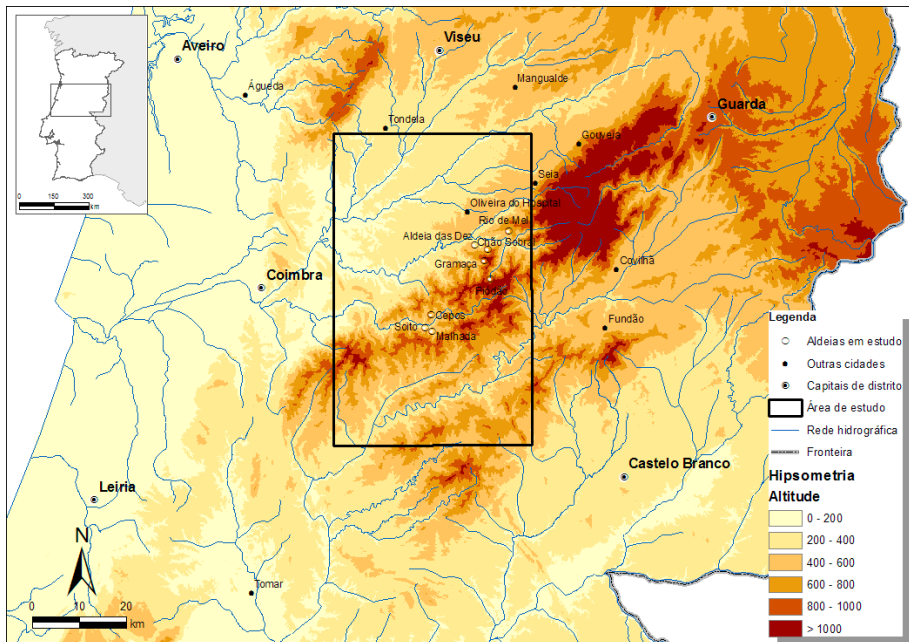 Viseu
Aveiro
Mangualde
Águeda
Guarda
Tondela
Gouveia
Seia
Oliveira do Hospital
Rio de Mel
Aldeia das Dez
Chão Sobral
Gramaça
Covilhã
Coimbra
Piódão
Cepos
Soito
Malhada
Fundão
Castelo Branco
Leiria
Tomar
0 150 300
km
N
0 10 20
km
Legenda
Aldeias em estudo
Outras cidades
Capitais de distrito
Área de estudo
Rede hidrográfica
Fronteira
Hipsometria
Altitude
0 - 200
200 - 400
400 - 600
600 - 800
800 - 1000
> 1000